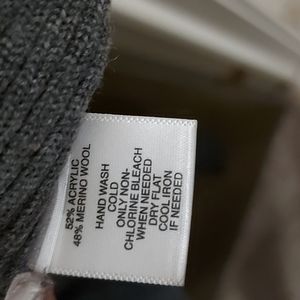 52% ACRYLIC
48% MERINO WOOL
HAND WASH
COLD
ONLY NON-
CHLORINE BLEACH
WHEN NEEDED
DRY FLAT
COOL IRON
IF NEEDED